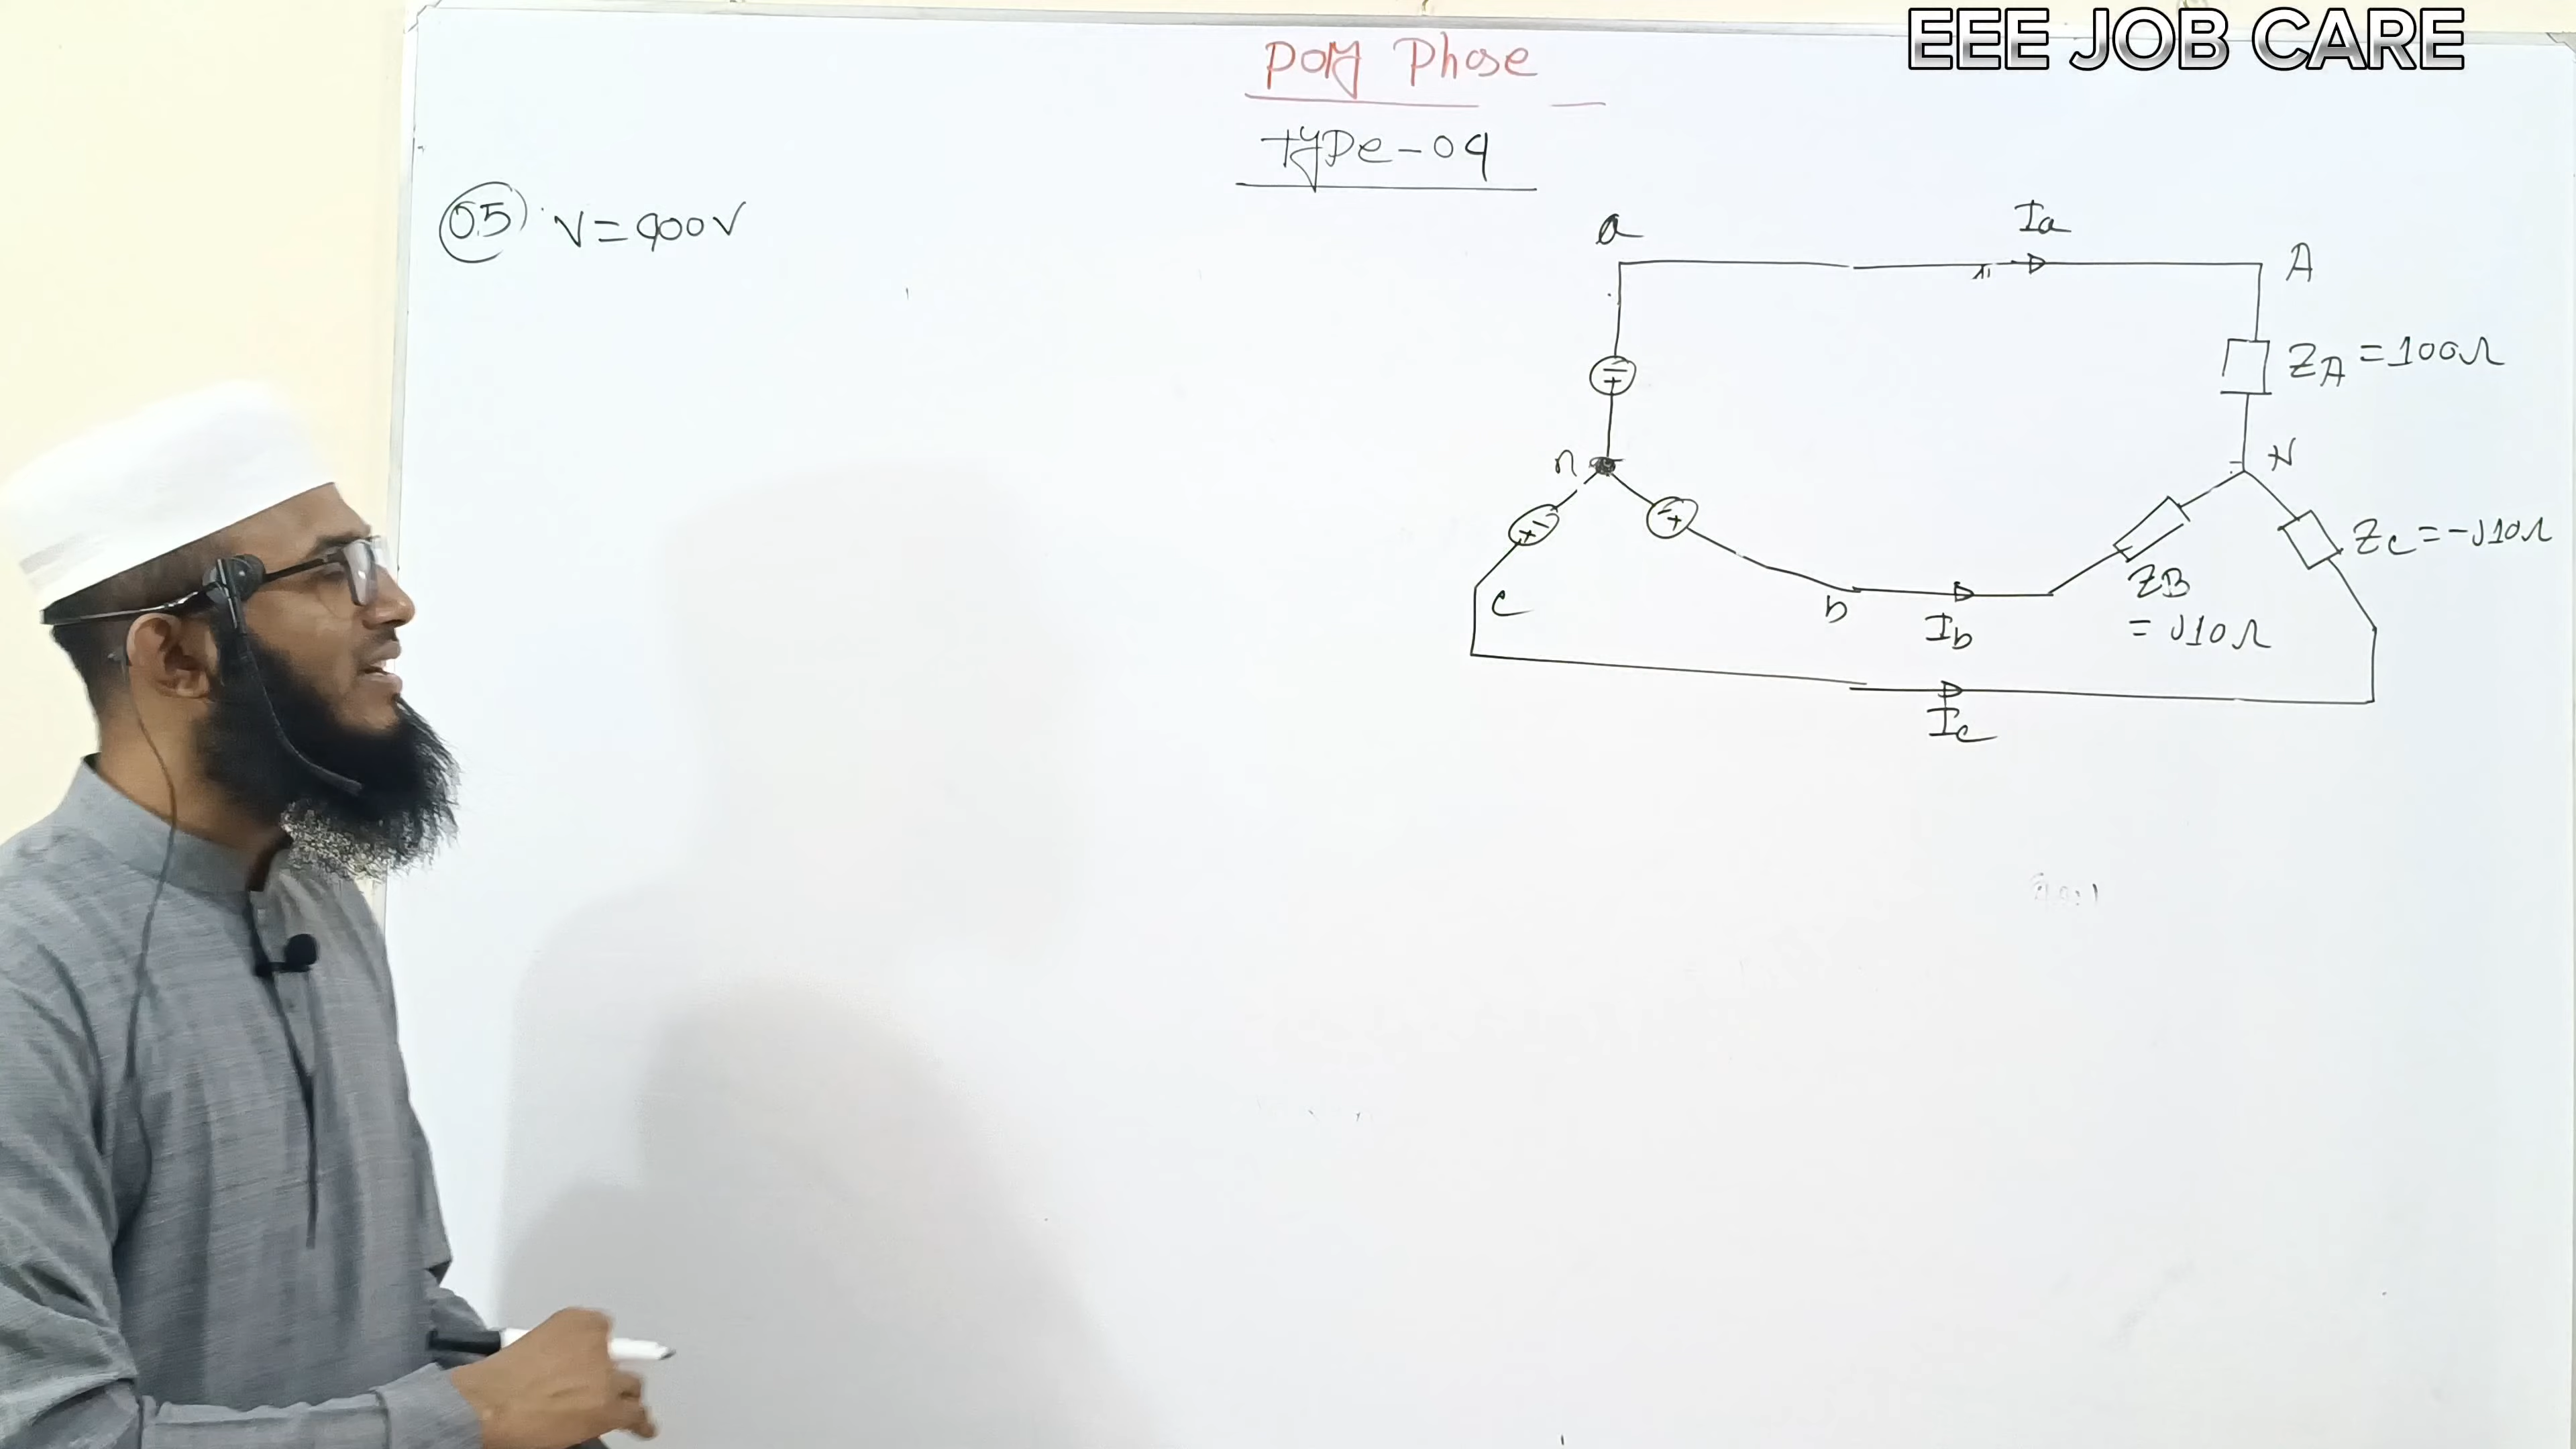 EEE JOB CARE
Poly Phase
Type-04
05) V=400V
Ia
a
A
ZA =100Ω
n
N
ZC =-J10Ω
c
b
Ib
ZB
= J10Ω
Ic